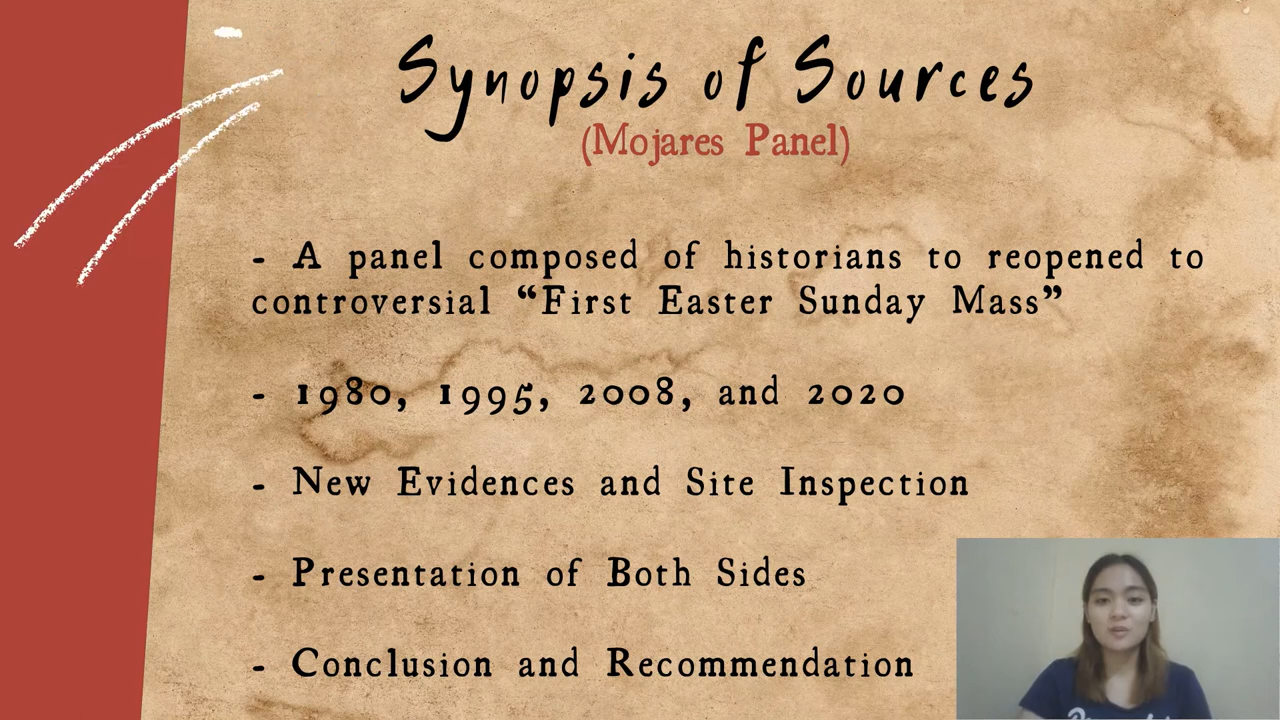 Synopsis of Sources
(Mojares Panel)
- A panel composed of historians to reopened to
controversial “First Easter Sunday Mass”
- 1980, 1995, 2008, and 2020
- New Evidences and Site Inspection
- Presentation of Both Sides
- Conclusion and Recommendation